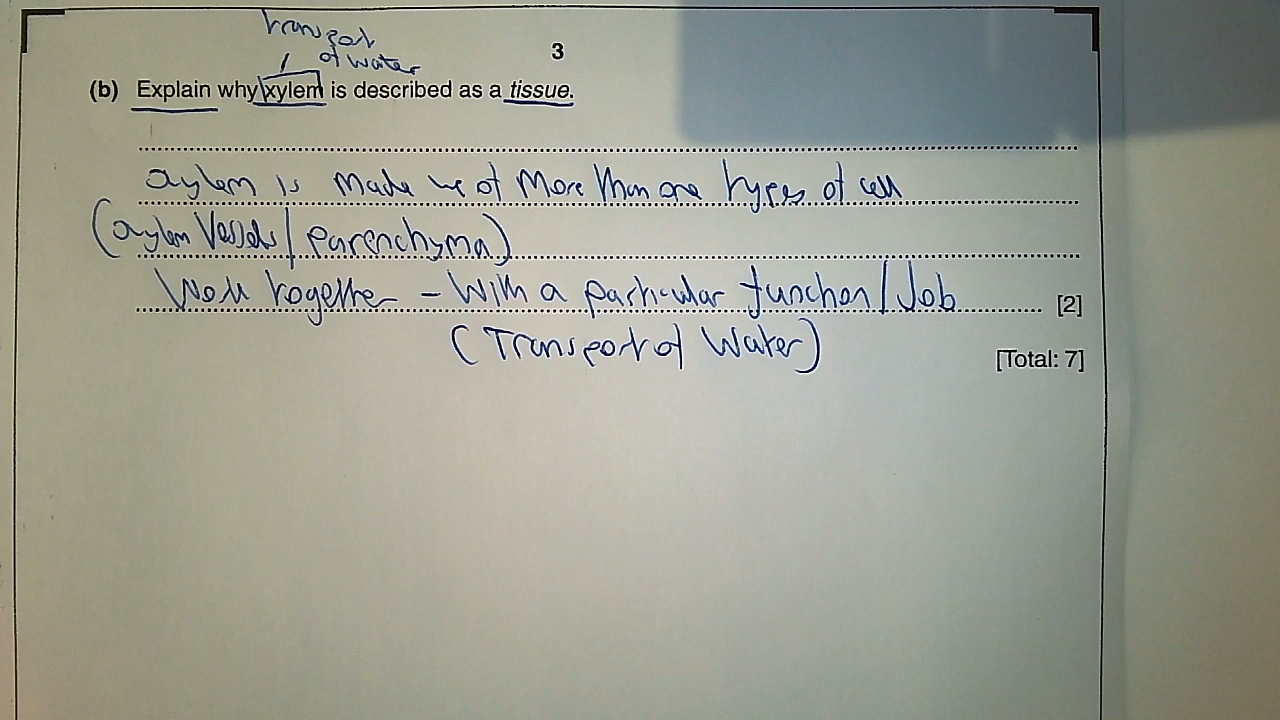 transport
of water
3
(b) Explain why xylem is described as a tissue.
xylem is made up of more than one types of cell
(xylem vessels / parenchyma)
Work together - With a particular function / Job [2]
(Transport of Water)
[Total: 7]